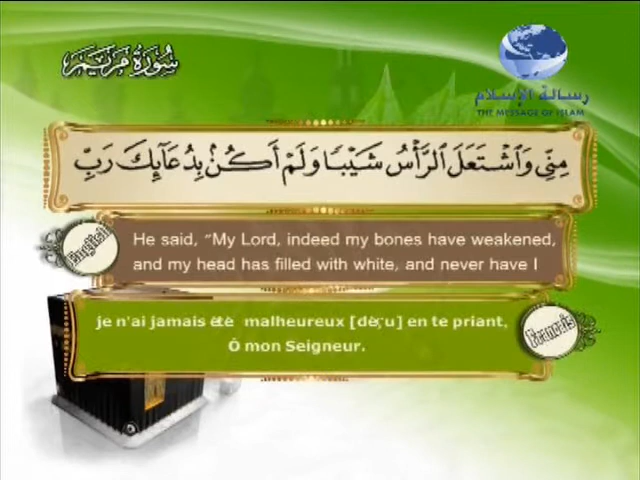 سُورَةُ مَرْيَمَ
رسالة الإسلام
THE MESSAGE OF ISLAM
مِنِّي وَٱشْتَعَلَ ٱلرَّأْسُ شَيْبًا وَلَمْ أَكُنۢ بِدُعَآئِكَ رَبِّ
English
He said, "My Lord, indeed my bones have weakened,
and my head has filled with white, and never have I
Français
je n'ai jamais été malheureux [déçu] en te priant,
Ô mon Seigneur.